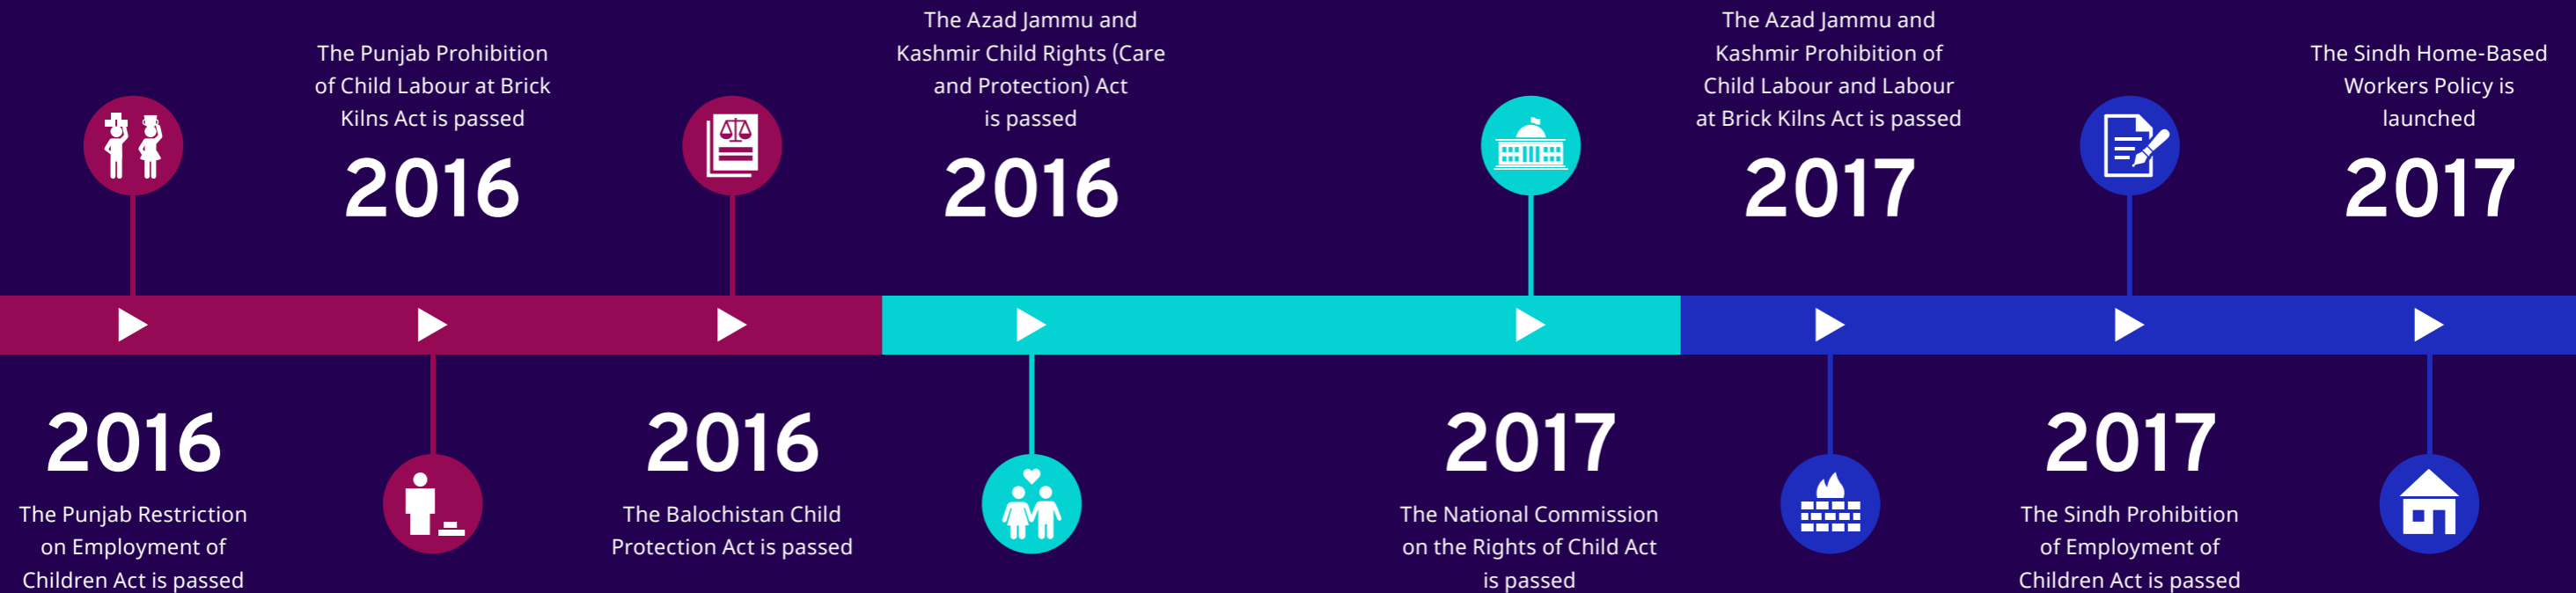 2016
The Punjab Restriction
on Employment of
Children Act is passed
The Punjab Prohibition
of Child Labour at Brick
Kilns Act is passed
2016
2016
The Balochistan Child
Protection Act is passed
The Azad Jammu and
Kashmir Child Rights (Care
and Protection) Act
is passed
2016
2017
The National Commission
on the Rights of Child Act
is passed
The Azad Jammu and
Kashmir Prohibition of
Child Labour and Labour
at Brick Kilns Act is passed
2017
2017
The Sindh Prohibition
of Employment of
Children Act is passed
The Sindh Home-Based
Workers Policy is
launched
2017